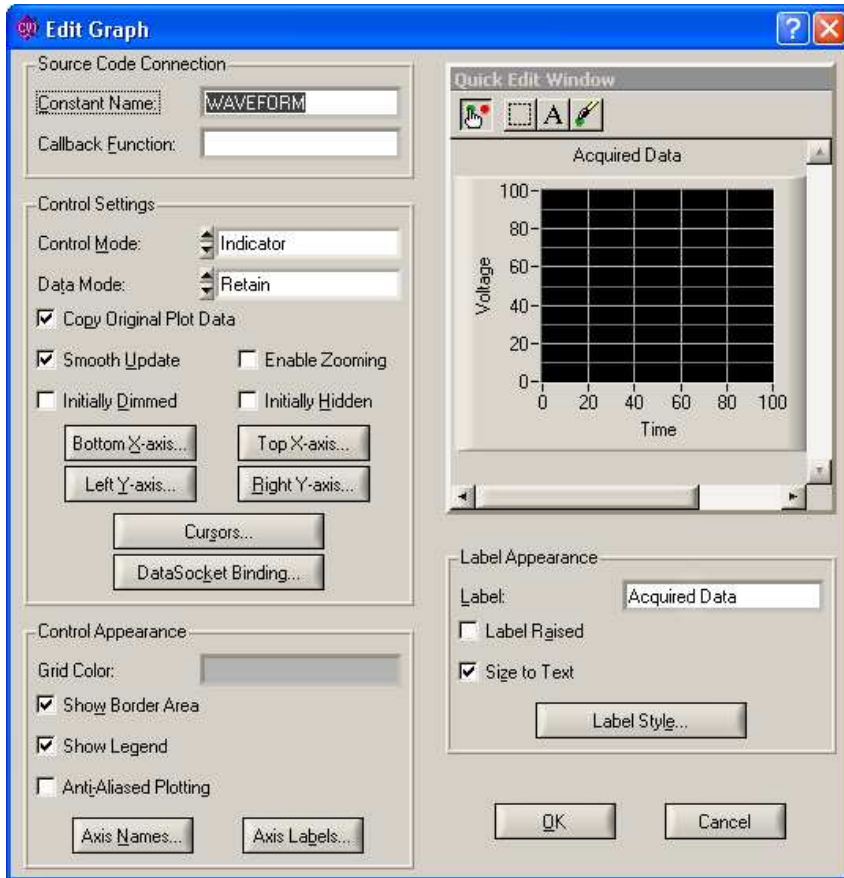 CVI Edit Graph
Source Code Connection
Constant Name: WAVEFORM
Callback Function:
Control Settings
Control Mode: Indicator
Data Mode: Retain
Copy Original Plot Data
Smooth Update Enable Zooming
Initially Dimmed Initially Hidden
Bottom X-axis... Top X-axis...
Left Y-axis... Right Y-axis...
Cursors...
DataSocket Binding...
Control Appearance
Grid Color:
Show Border Area
Show Legend
Anti-Aliased Plotting
Axis Names... Axis Labels...
Quick Edit Window
A
Acquired Data
100
80
60
40
20
0
Voltage
0 20 40 60 80 100
Time
Label Appearance
Label: Acquired Data
Label Raised
Size to Text
Label Style...
OK Cancel